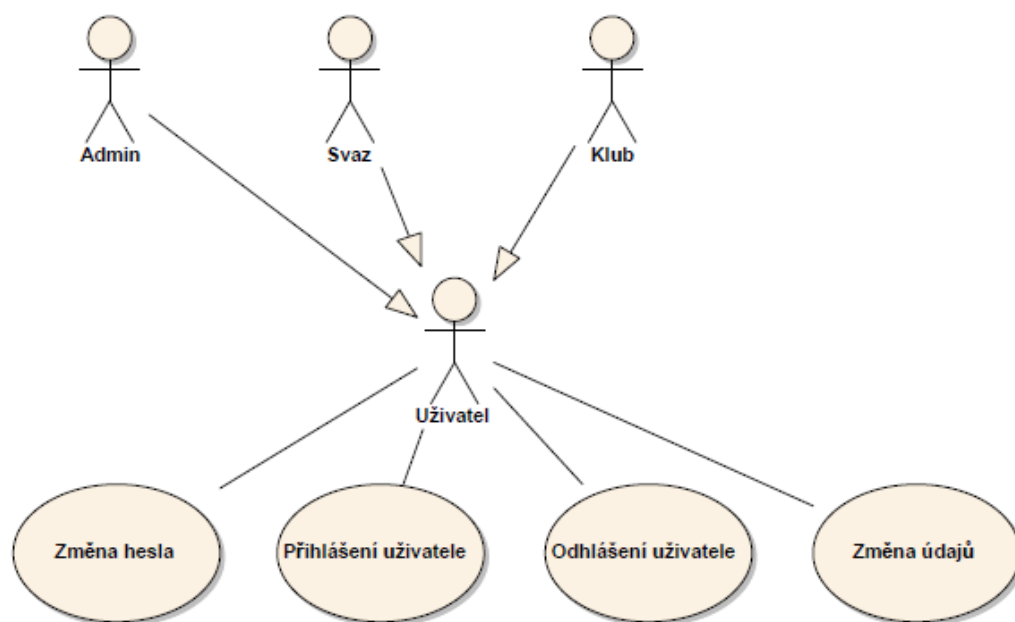 Admin
Svaz
Klub
Uživatel
Změna hesla
Přihlášení uživatele
Odhlášení uživatele
Změna údajů